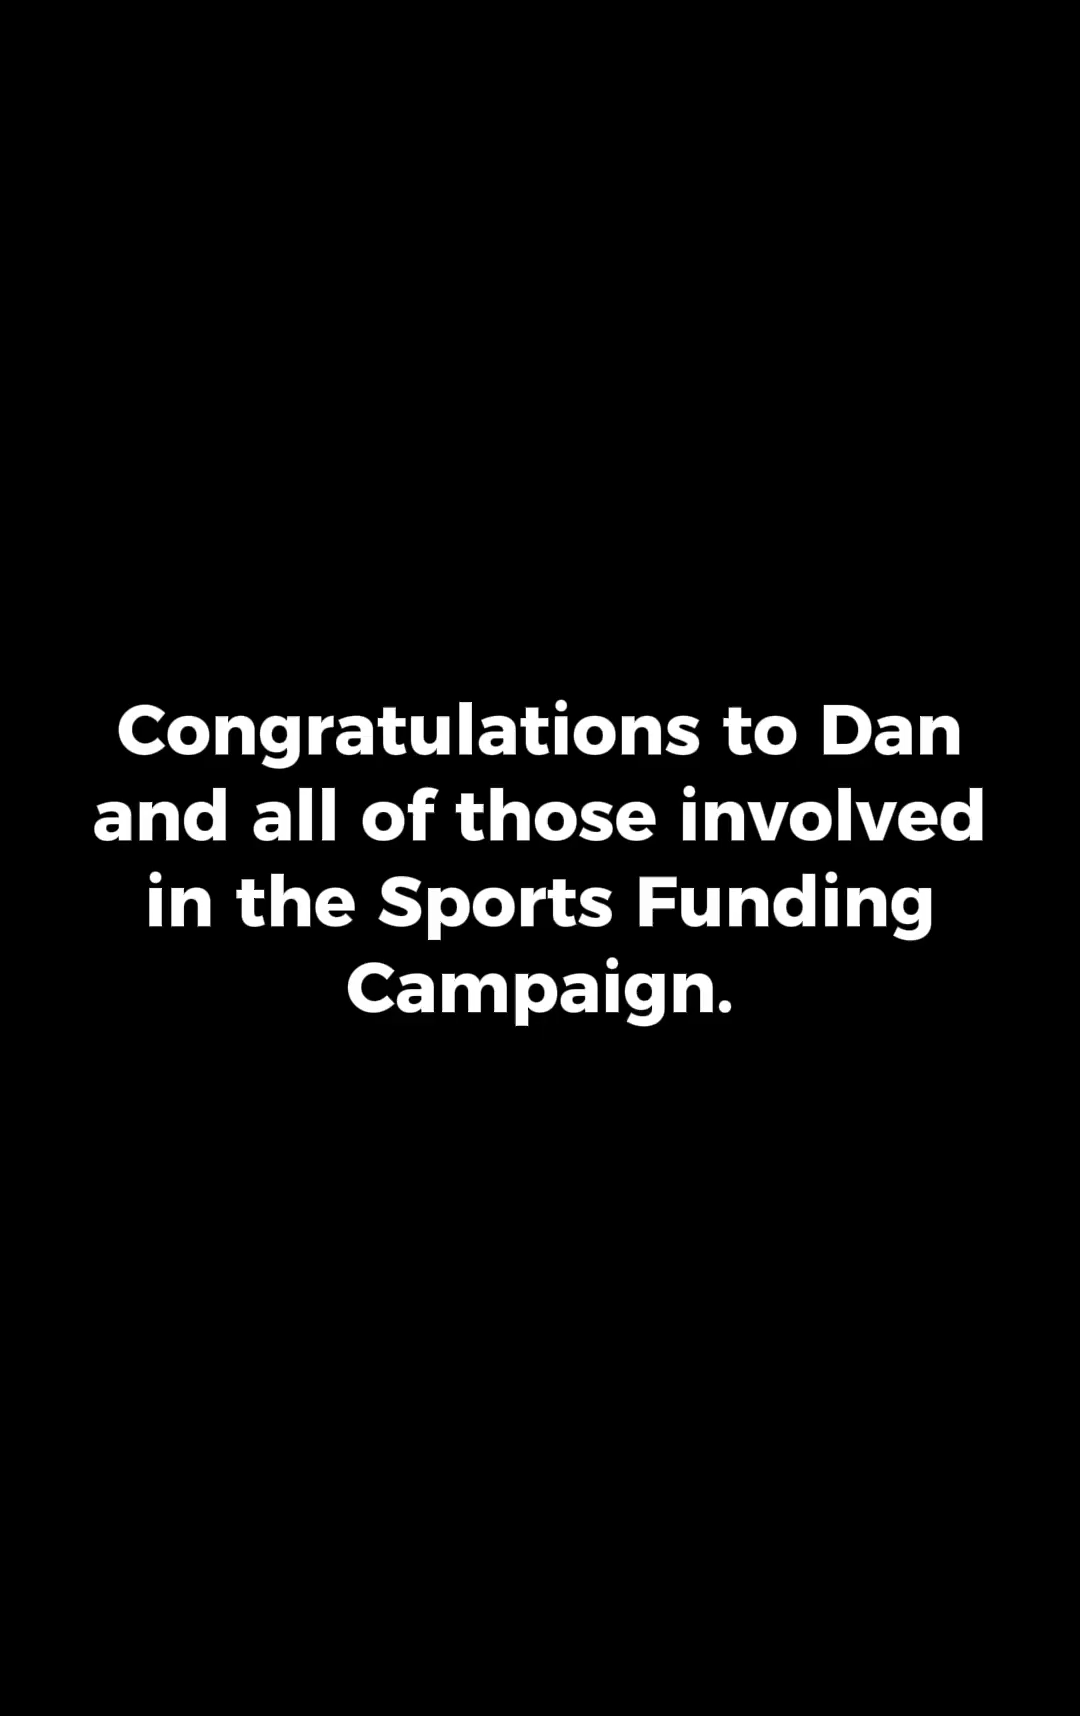 Congratulations to Dan
and all of those involved
in the Sports Funding
Campaign.